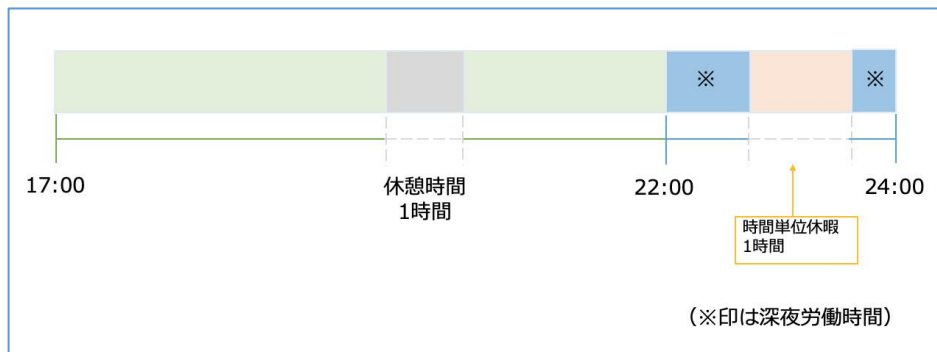 ※
※
17:00
休憩時間
1時間
22:00
24:00
時間単位休暇
1時間
(※印は深夜労働時間)